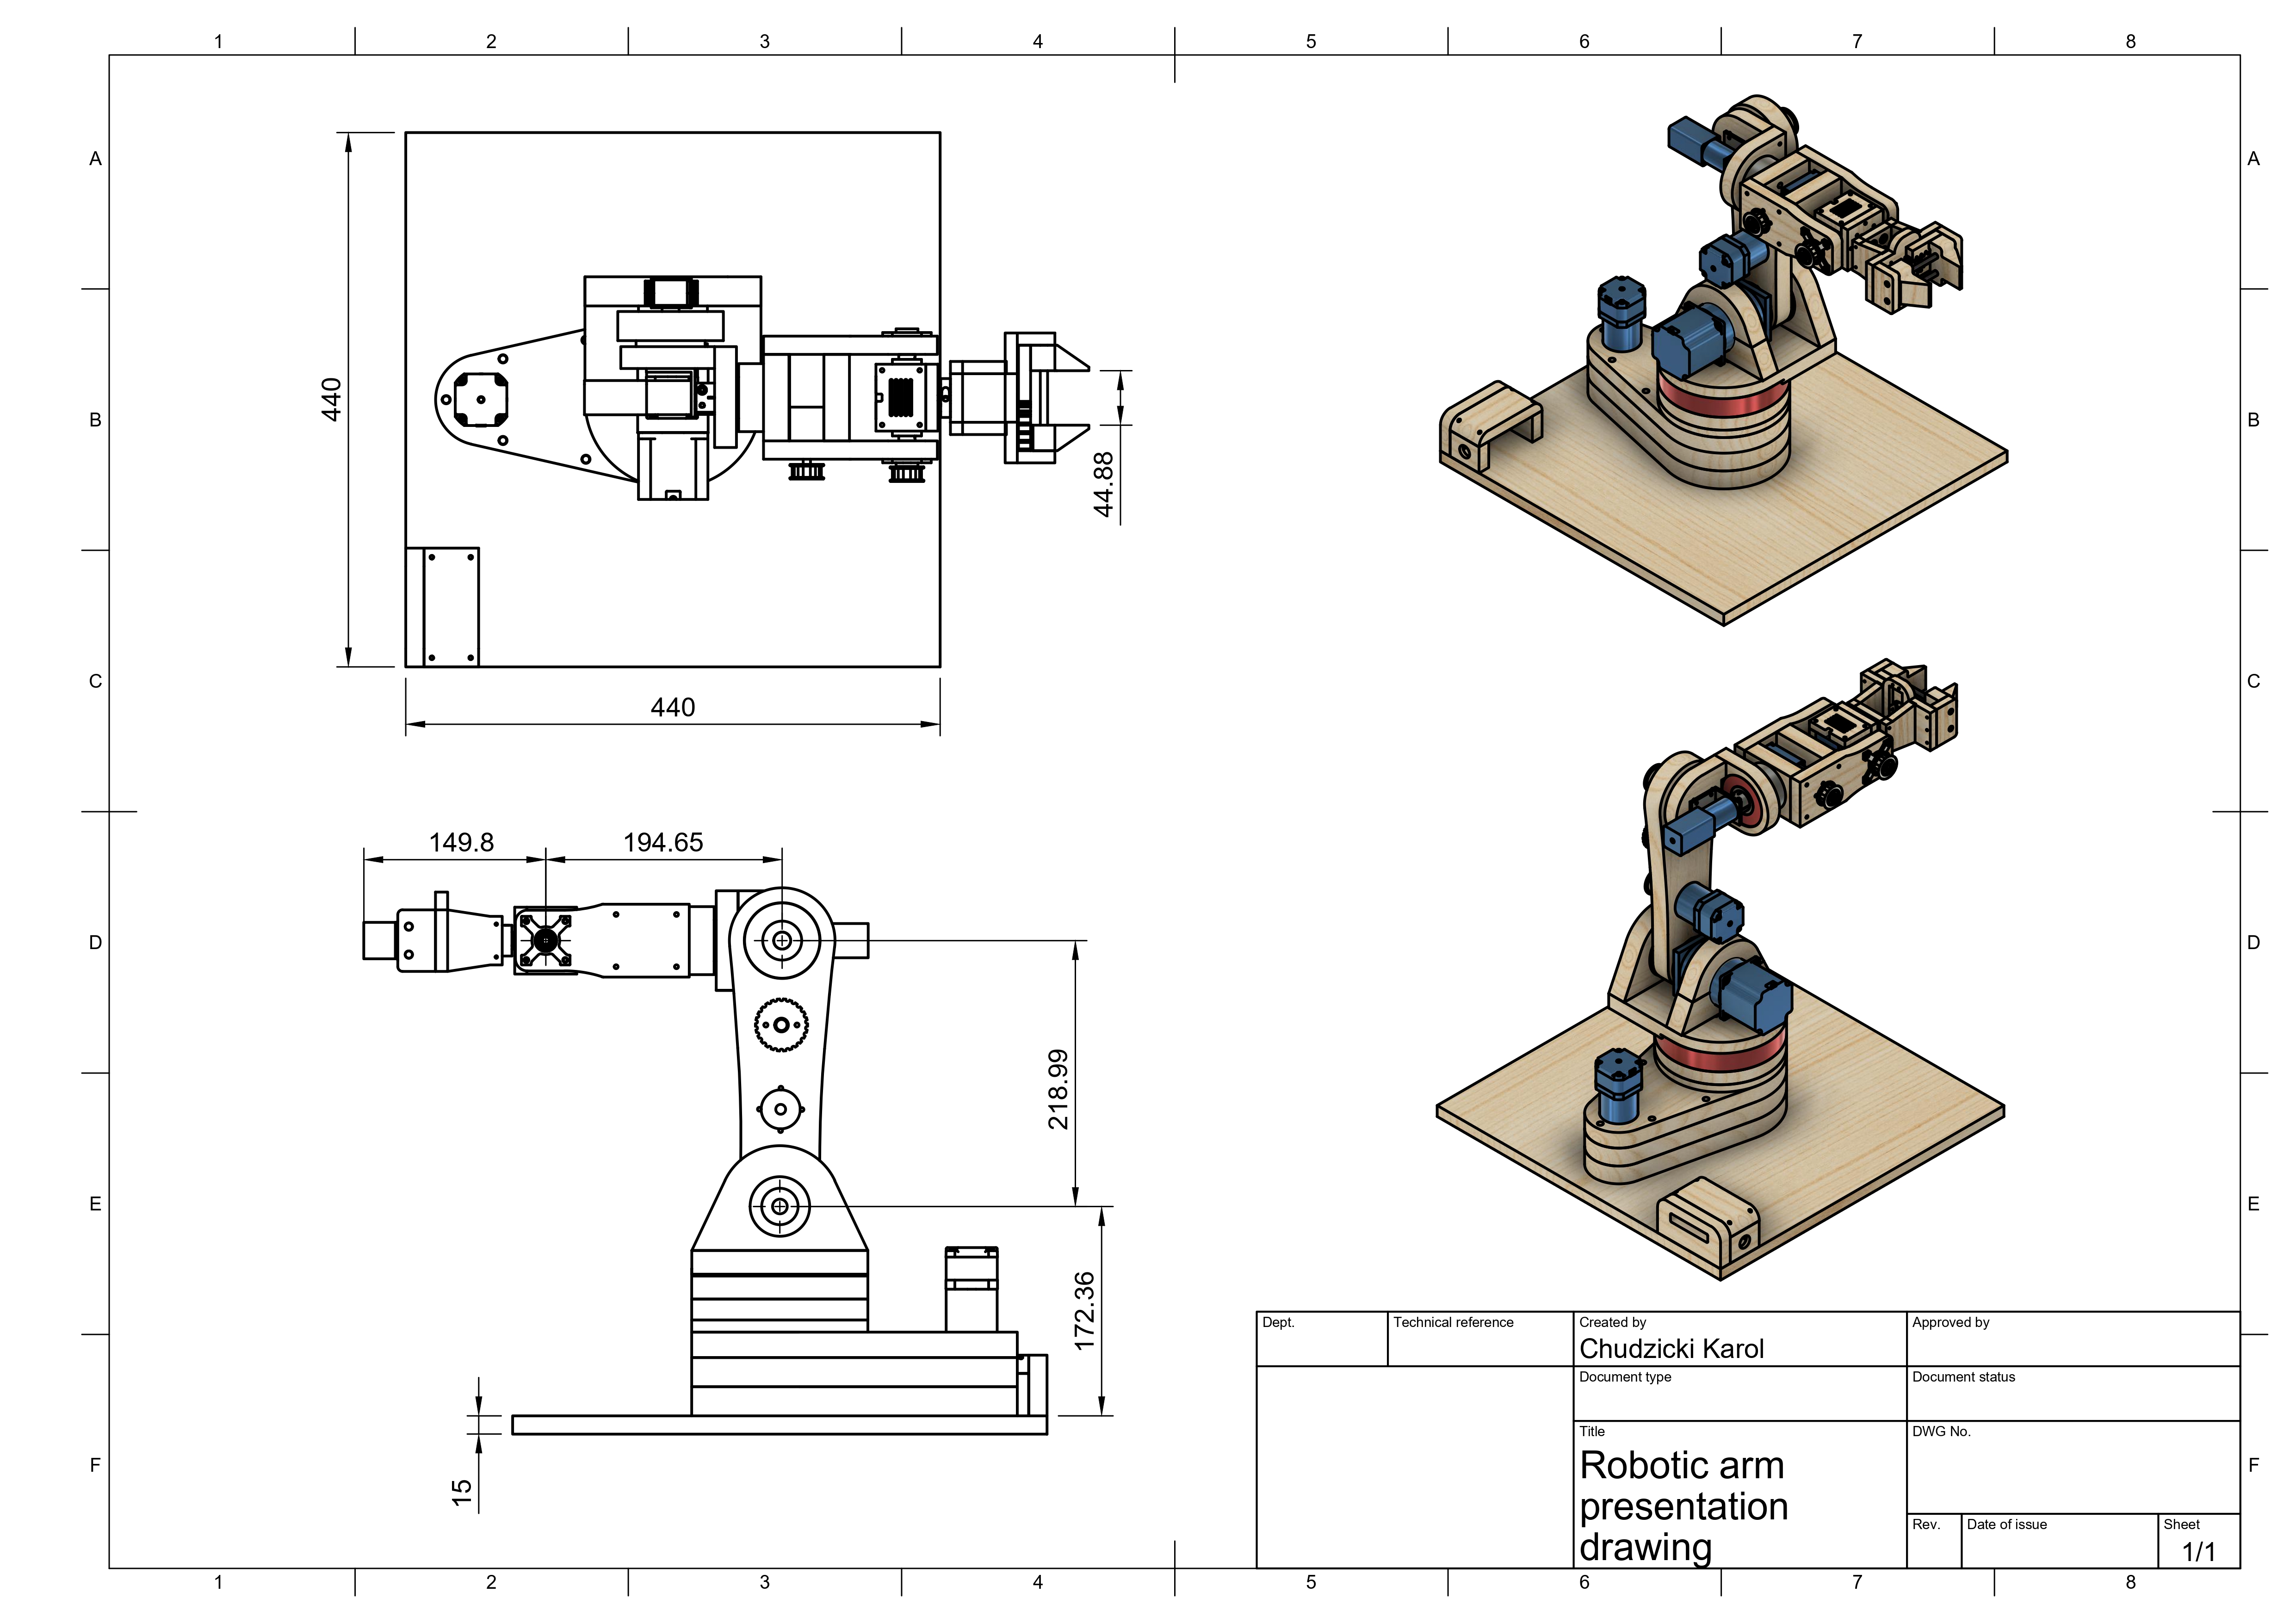 1 2 3 4 5 6 7 8
A A
440
B B
44.88
C C
440
149.8 194.65
D D
218.99
E E
172.36
Dept. Technical reference Created by Approved by
Chudzicki Karol
Document type Document status
Title DWG No.
Robotic arm
presentation
drawing
F F
15
Rev. Date of issue Sheet
1/1
1 2 3 4 5 6 7 8